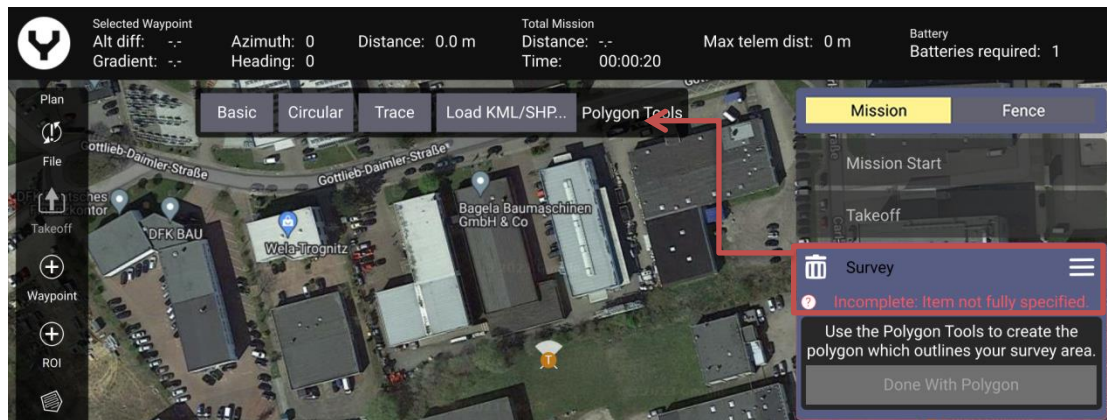 Selected Waypoint
Alt diff: -.- Azimuth: 0 Distance: 0.0 m
Gradient: -.- Heading: 0
Total Mission
Distance: -.- Max telem dist: 0 m
Time: 00:00:20
Battery
Batteries required: 1
Plan
File
Takeoff
Waypoint
ROI
Basic Circular Trace Load KML/SHP... Polygon Tools
Gottlieb-Daimler-Straße
Gottlieb-Daimler-Straße
DFK BAU
Wela-Trognitz
Bagela Baumaschinen
GmbH & Co
T
Mission Fence
Mission Start
Takeoff
Survey
? Incomplete: Item not fully specified.
Use the Polygon Tools to create the
polygon which outlines your survey area.
Done With Polygon